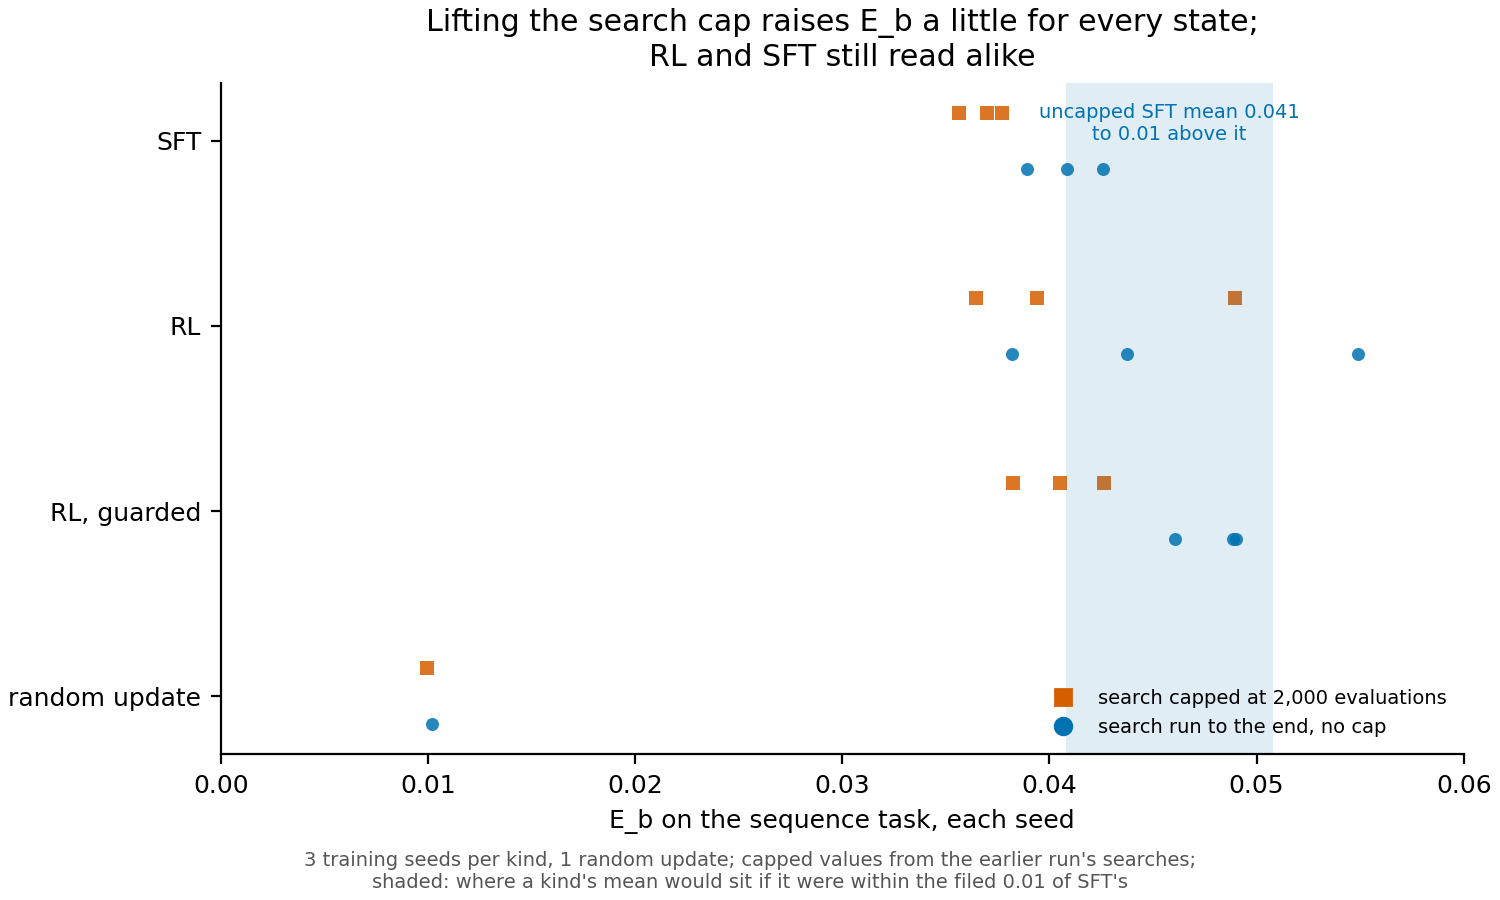 Lifting the search cap raises E_b a little for every state;
RL and SFT still read alike
uncapped SFT mean 0.041
to 0.01 above it
SFT
RL
RL, guarded
random update
search capped at 2,000 evaluations
search run to the end, no cap
0.00 0.01 0.02 0.03 0.04 0.05 0.06
E_b on the sequence task, each seed
3 training seeds per kind, 1 random update; capped values from the earlier run's searches;
shaded: where a kind's mean would sit if it were within the filed 0.01 of SFT's